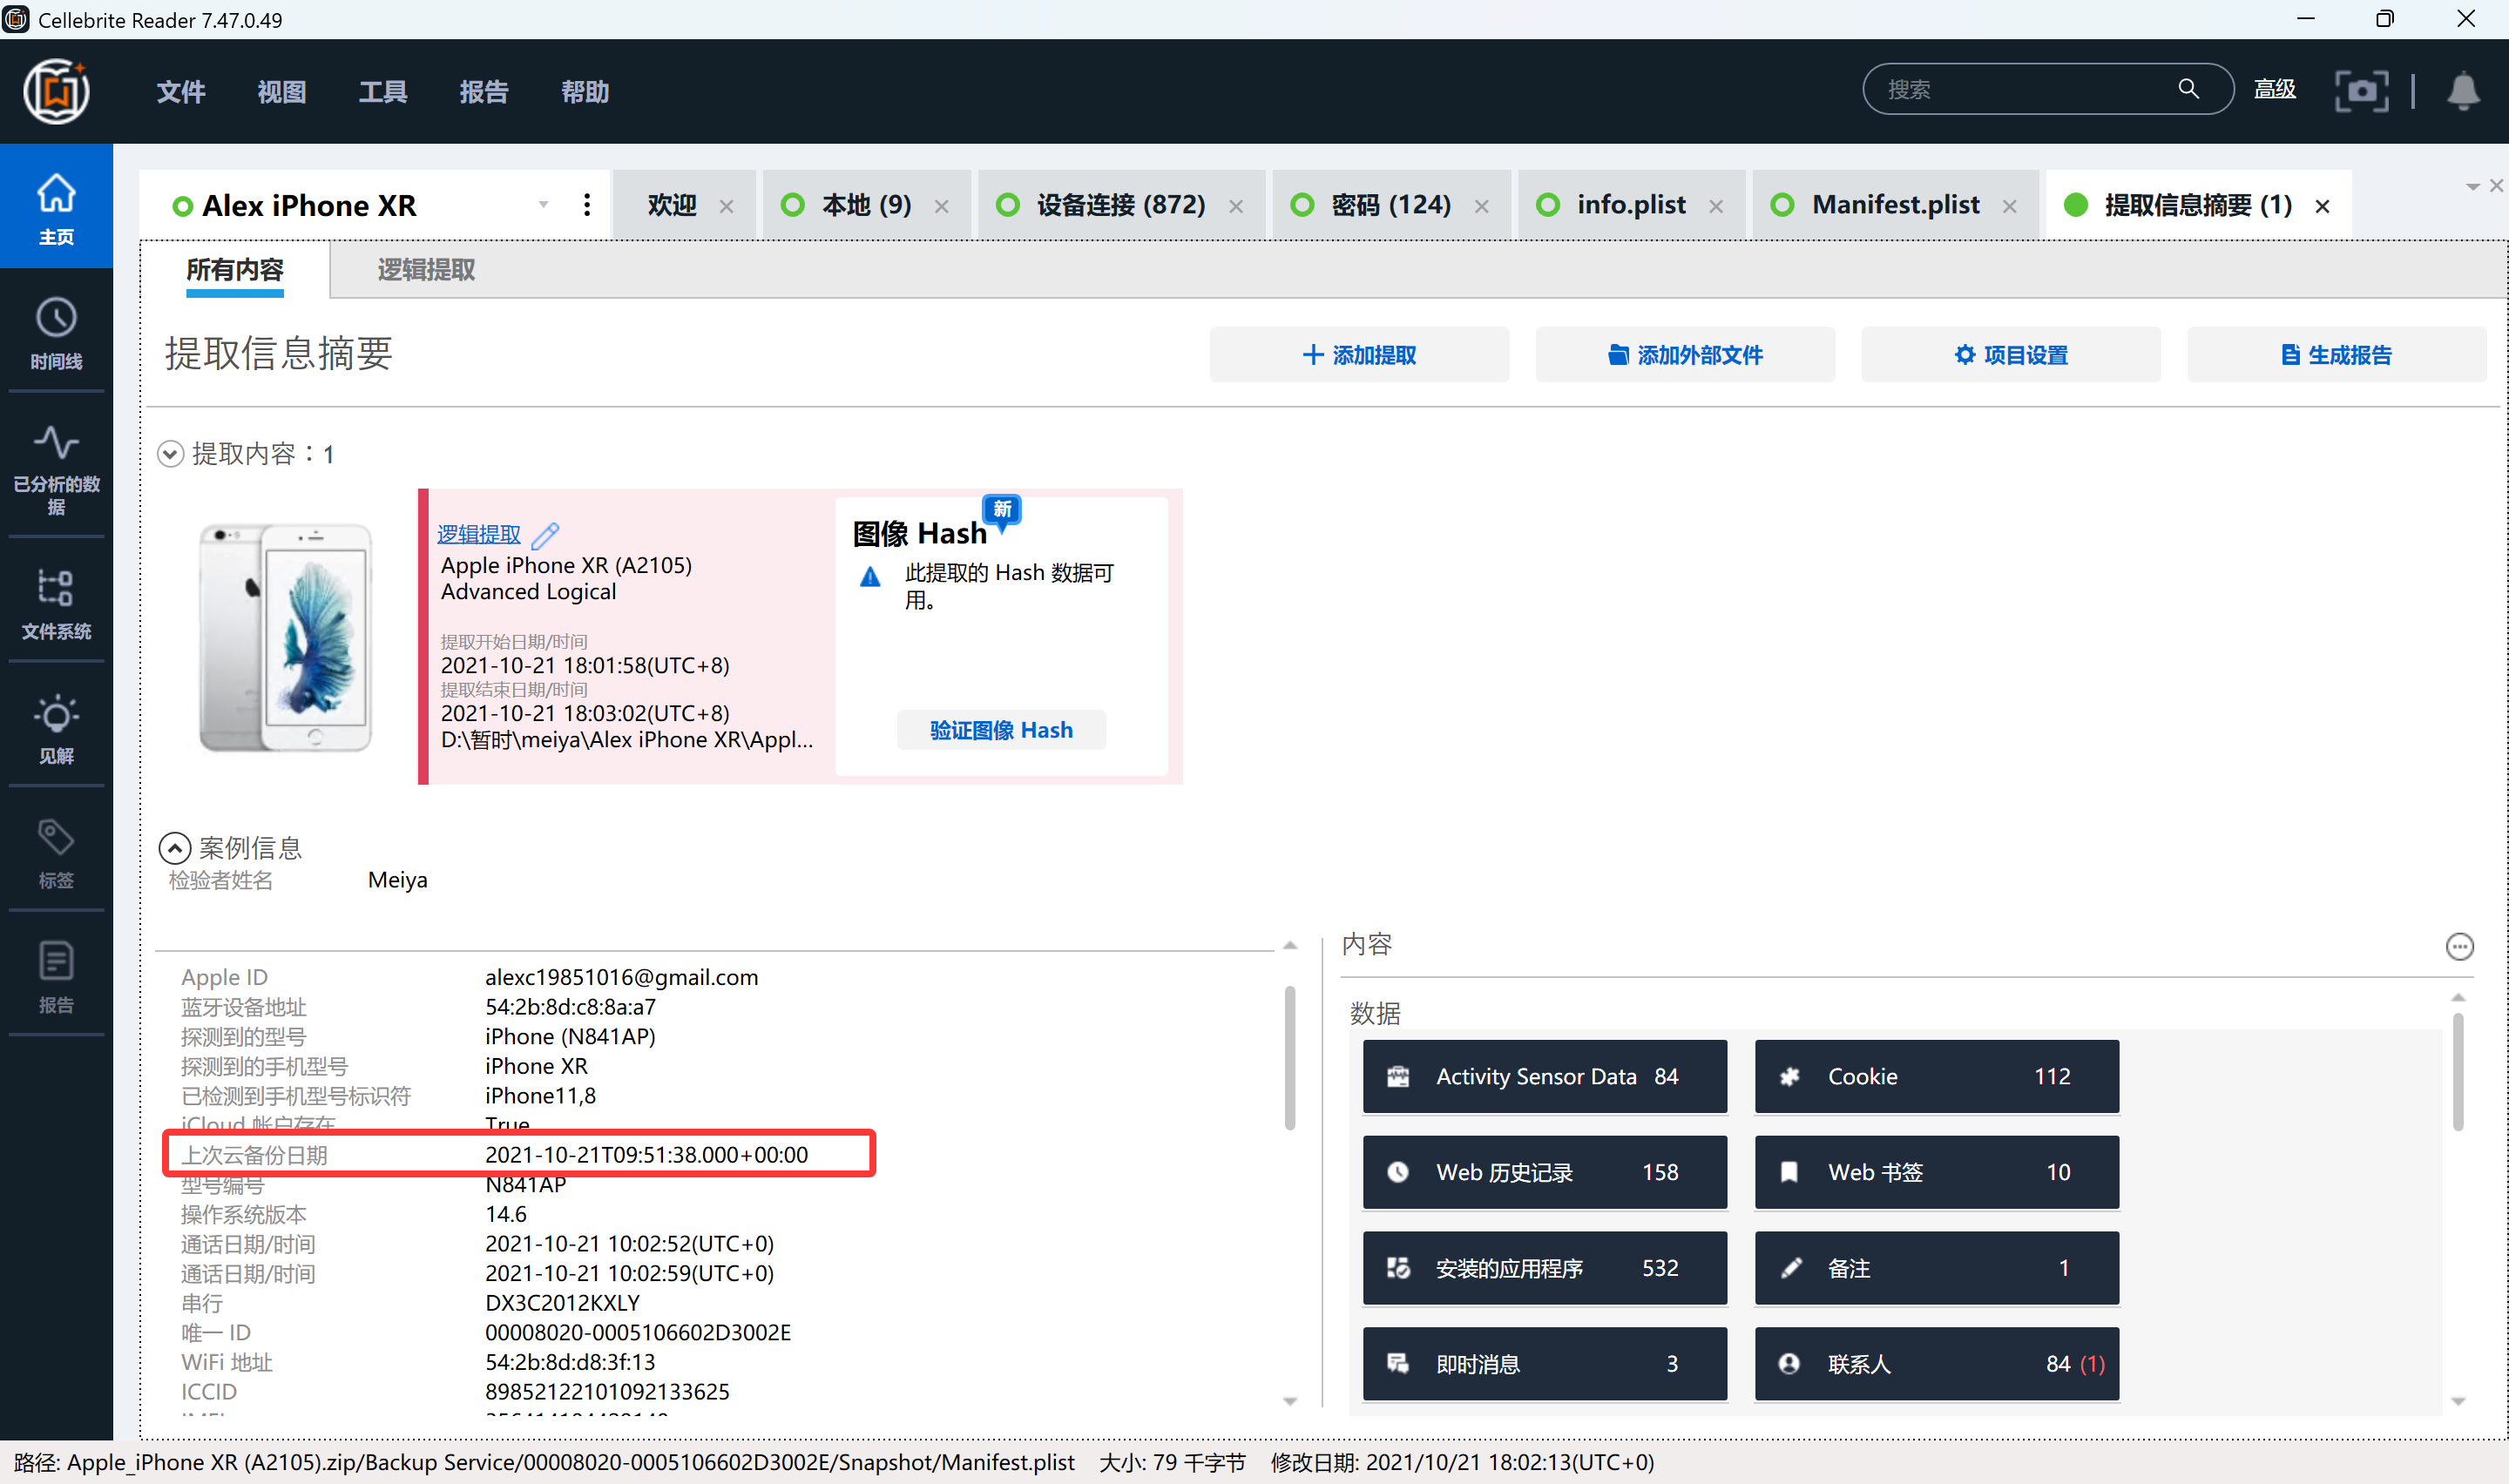 Cellebrite Reader 7.47.0.49
文件 视图 工具 报告 帮助 搜索 高级
主页
时间线
已分析的数
据
文件系统
见解
标签
报告
Alex iPhone XR 欢迎 本地 (9) 设备连接 (872) 密码 (124) info.plist Manifest.plist 提取信息摘要 (1)
所有内容 逻辑提取
提取信息摘要 添加提取 添加外部文件 项目设置 生成报告
提取内容：1
逻辑提取
Apple iPhone XR (A2105)
Advanced Logical
提取开始日期/时间
2021-10-21 18:01:58(UTC+8)
提取结束日期/时间
2021-10-21 18:03:02(UTC+8)
D:\暂时\meiya\Alex iPhone XR\Appl...
新
图像 Hash
此提取的 Hash 数据可
用。
验证图像 Hash
案例信息
检验者姓名 Meiya
Apple ID alexc19851016@gmail.com
蓝牙设备地址 54:2b:8d:c8:8a:a7
探测到的型号 iPhone (N841AP)
探测到的手机型号 iPhone XR
已检测到手机型号标识符 iPhone11,8
iCloud 帐户存在 True
上次云备份日期 2021-10-21T09:51:38.000+00:00
型号编号 N841AP
操作系统版本 14.6
通话日期/时间 2021-10-21 10:02:52(UTC+0)
通话日期/时间 2021-10-21 10:02:59(UTC+0)
串行 DX3C2012KXLY
唯一 ID 00008020-0005106602D3002E
WiFi 地址 54:2b:8d:d8:3f:13
ICCID 89852122101092133625
内容
数据
Activity Sensor Data 84 Cookie 112
Web 历史记录 158 Web 书签 10
安装的应用程序 532 备注 1
即时消息 3 联系人 84 (1)
路径: Apple_iPhone XR (A2105).zip/Backup Service/00008020-0005106602D3002E/Snapshot/Manifest.plist 大小: 79 千字节 修改日期: 2021/10/21 18:02:13(UTC+0)